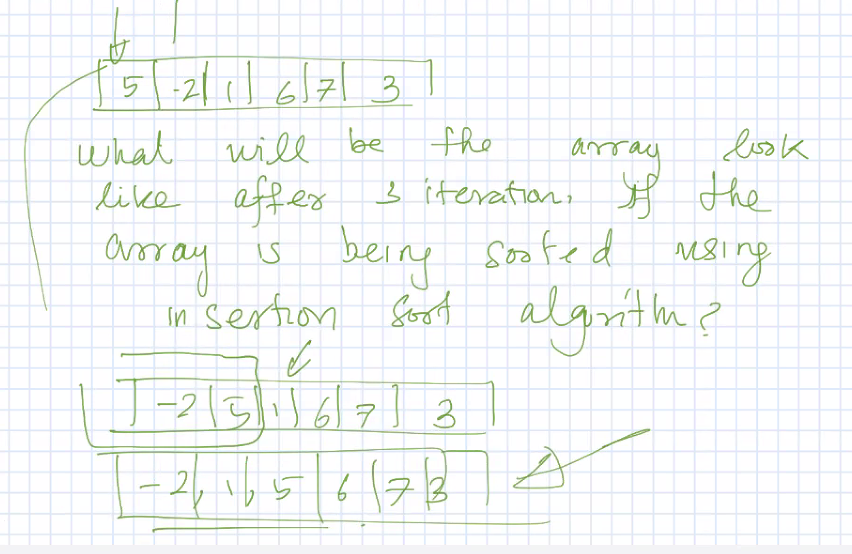 5 | -2 | 1 | 6 | 7 | 3
what will be the array look
like after 3 iteration, If the
array is being sorted using
insertion sort algorithm?
-2 | 5 | 1 | 6 | 7 | 3
-2, | 1, | 5 | 6 | 7 | 3